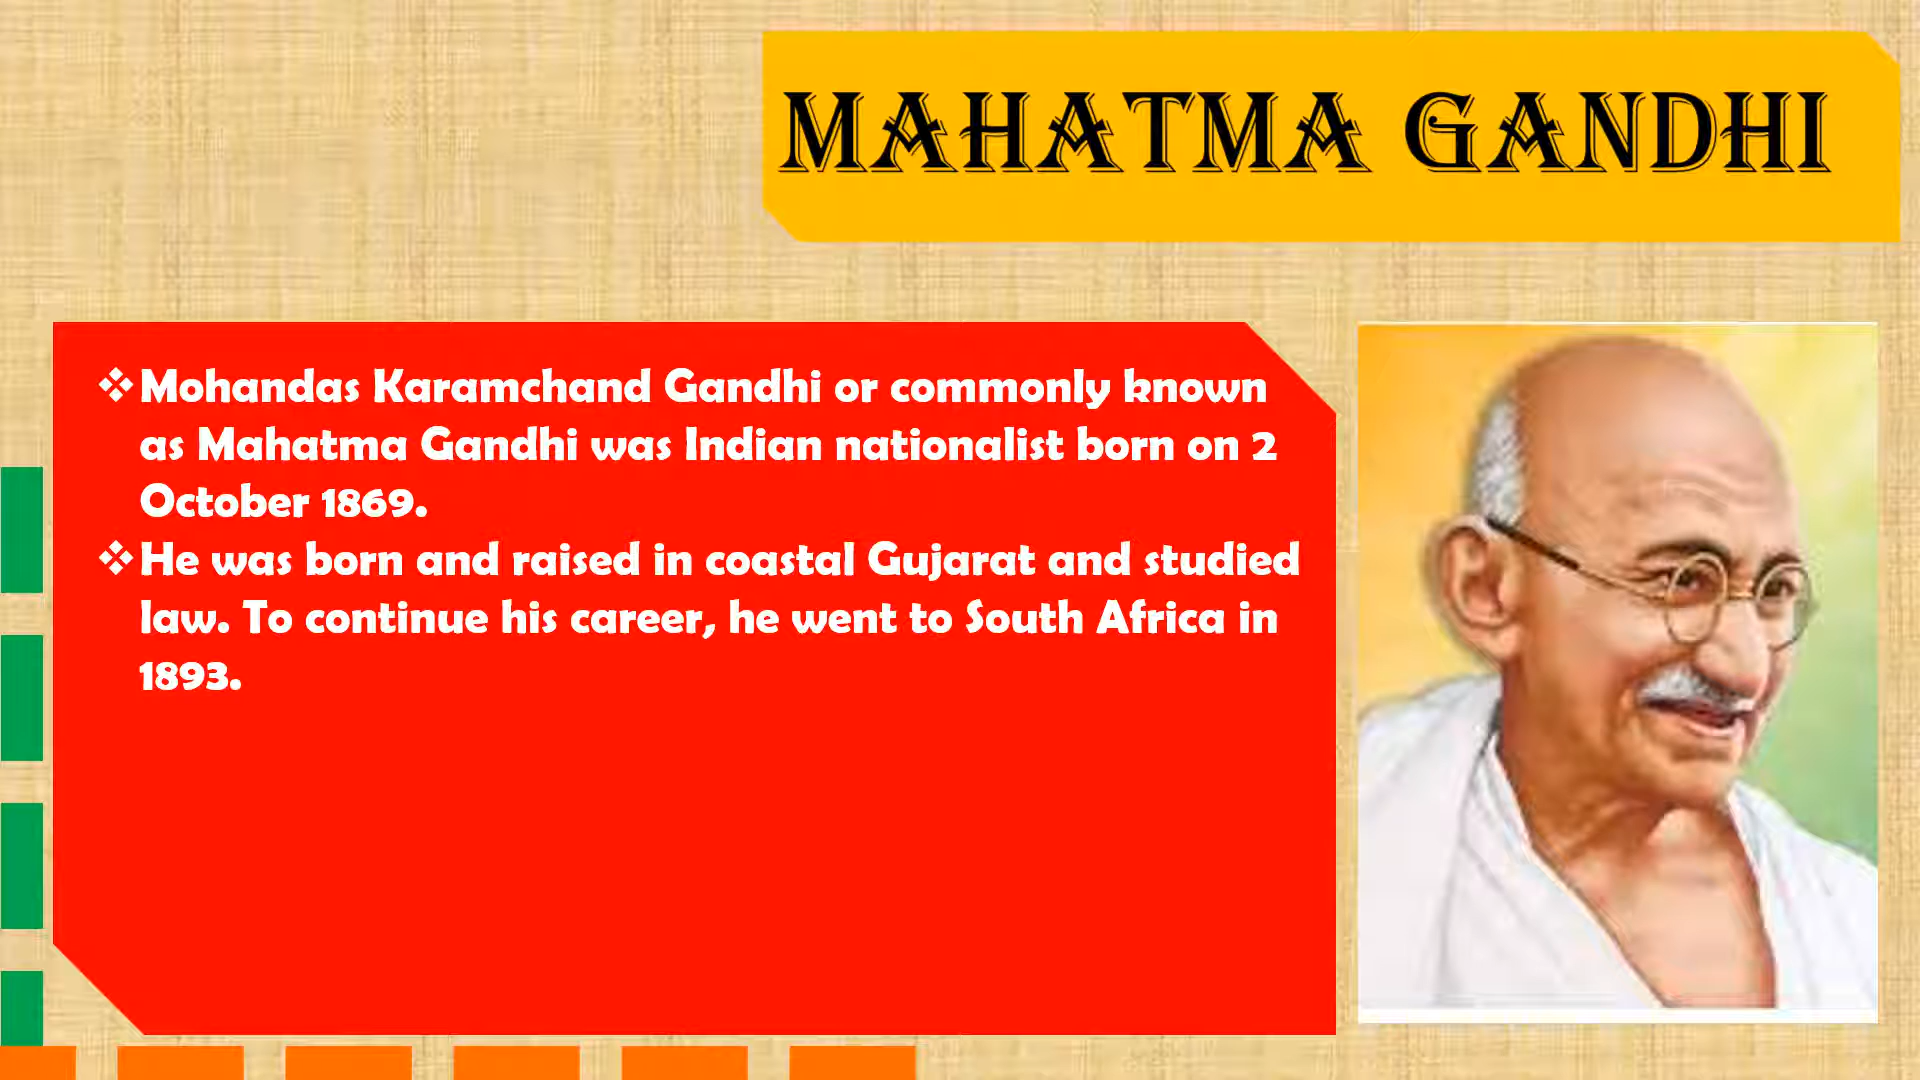 MAHATMA GANDHI
❖Mohandas Karamchand Gandhi or commonly known
as Mahatma Gandhi was Indian nationalist born on 2
October 1869.
❖He was born and raised in coastal Gujarat and studied
law. To continue his career, he went to South Africa in
1893.